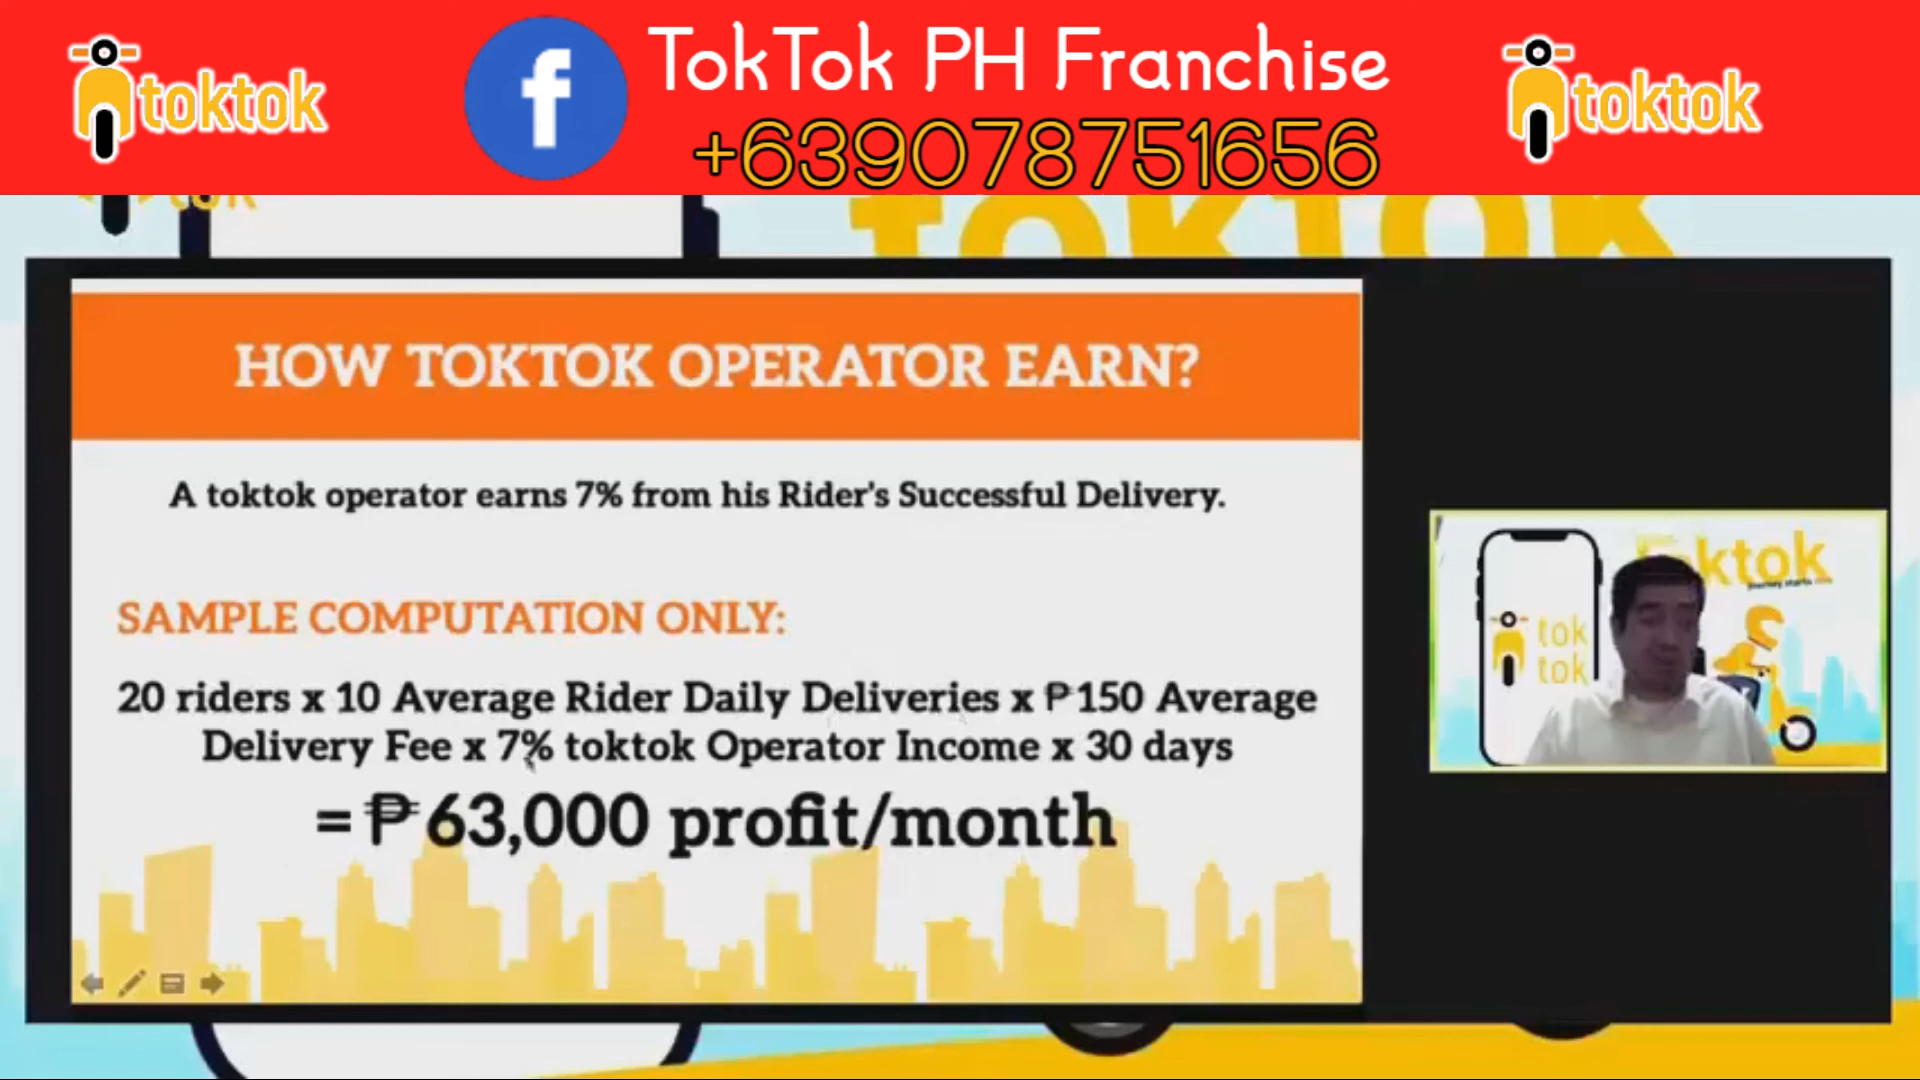 toktok
TokTok PH Franchise
+639078751656
toktok
tok
toktok
HOW TOKTOK OPERATOR EARN?
A toktok operator earns 7% from his Rider's Successful Delivery.
SAMPLE COMPUTATION ONLY:
20 riders x 10 Average Rider Daily Deliveries x ₱150 Average
Delivery Fee x 7% toktok Operator Income x 30 days
= ₱63,000 profit/month
toktok
tok
tok